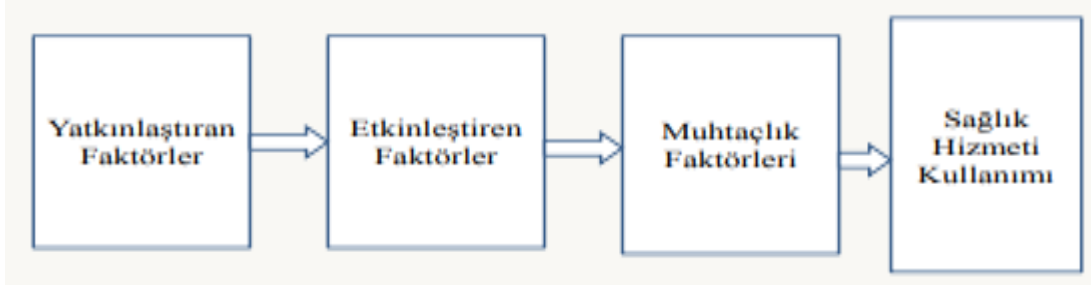 Yatkınlaştıran
Faktörler
Etkinleştiren
Faktörler
Muhtaçlık
Faktörleri
Sağlık
Hizmeti
Kullanımı